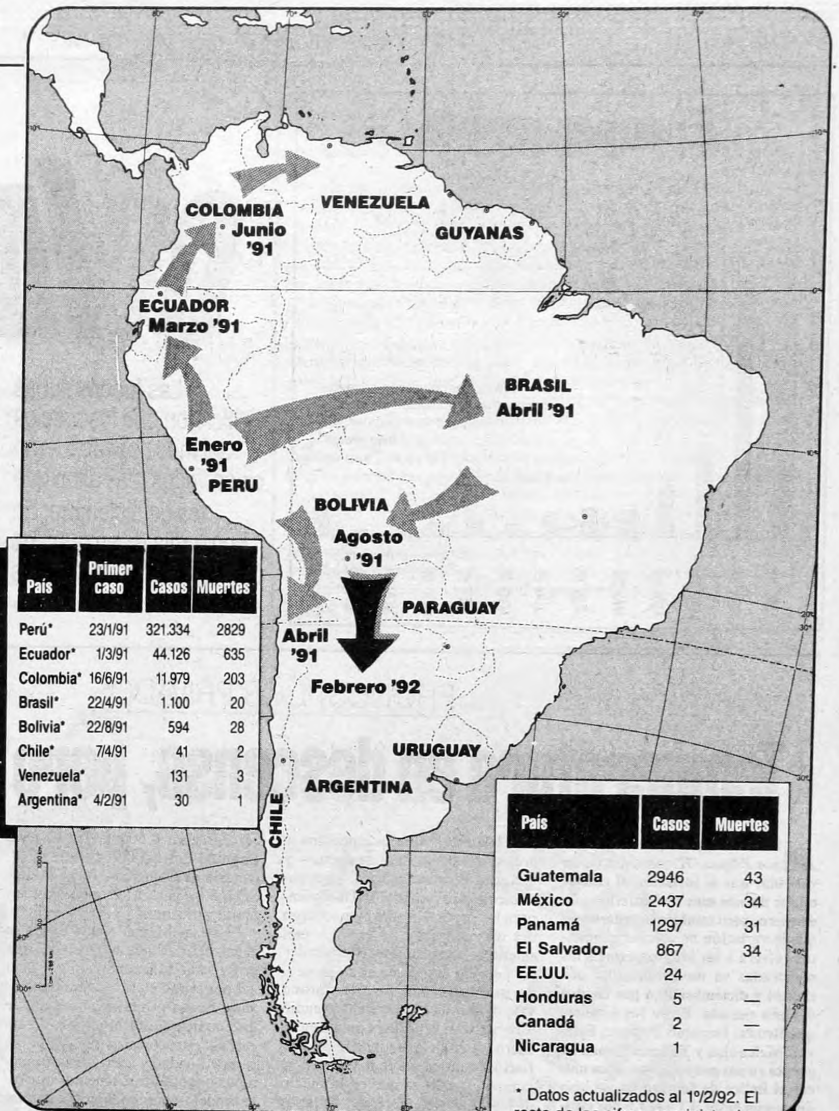 COLOMBIA
Junio
'91
VENEZUELA
GUYANAS
ECUADOR
Marzo '91
BRASIL
Abril '91
Enero
'91
PERU
BOLIVIA
Agosto
'91
PARAGUAY
Abril
'91
Febrero '92
URUGUAY
ARGENTINA
CHILE
País Primer caso Casos Muertes
Perú* 23/1/91 321.334 2829
Ecuador* 1/3/91 44.126 635
Colombia* 16/6/91 11.979 203
Brasil* 22/4/91 1.100 20
Bolivia* 22/8/91 594 28
Chile* 7/4/91 41 2
Venezuela* 131 3
Argentina* 4/2/91 30 1
País Casos Muertes
Guatemala 2946 43
México 2437 34
Panamá 1297 31
El Salvador 867 34
EE.UU. 24 —
Honduras 5 —
Canadá 2 —
Nicaragua 1 —
* Datos actualizados al 1º/2/92. El